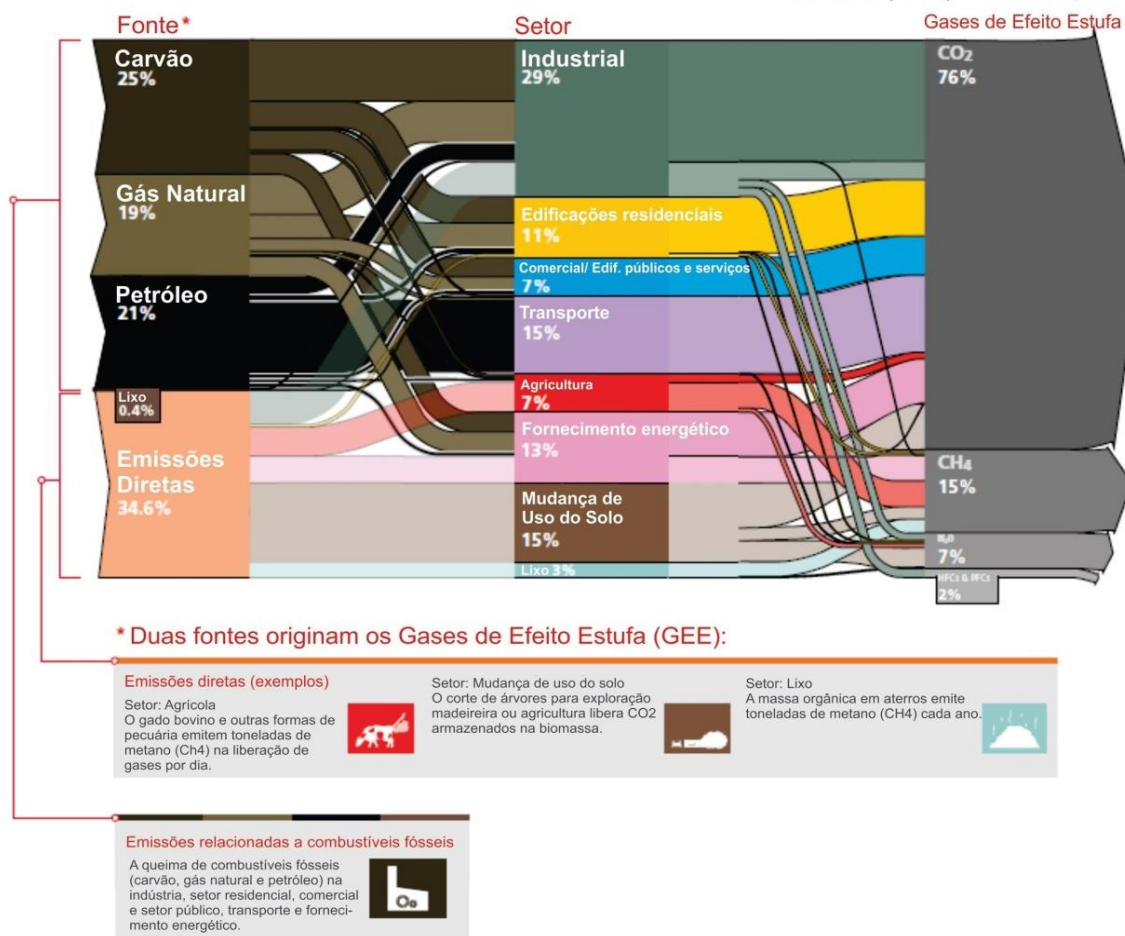 Fonte*
Setor
Gases de Efeito Estufa
Carvão
25%
Gás Natural
19%
Petróleo
21%
Lixo
0.4%
Emissões
Diretas
34.6%
Industrial
29%
Edificações residenciais
11%
Comercial/ Edif. públicos e serviços
7%
Transporte
15%
Agricultura
7%
Fornecimento energético
13%
Mudança de
Uso do Solo
15%
Lixo 3%
CO2
76%
CH4
15%
N2O
7%
HFCs & PFCs
2%
* Duas fontes originam os Gases de Efeito Estufa (GEE):
Emissões diretas (exemplos)
Setor: Agrícola
O gado bovino e outras formas de
pecuária emitem toneladas de
metano (Ch4) na liberação de
gases por dia.
Setor: Mudança de uso do solo
O corte de árvores para exploração
madeireira ou agricultura libera CO2
armazenados na biomassa.
Setor: Lixo
A massa orgânica em aterros emite
toneladas de metano (CH4) cada ano.
Emissões relacionadas a combustíveis fósseis
A queima de combustíveis fósseis
(carvão, gás natural e petróleo) na
indústria, setor residencial, comercial
e setor público, transporte eforneci-
mento energético.